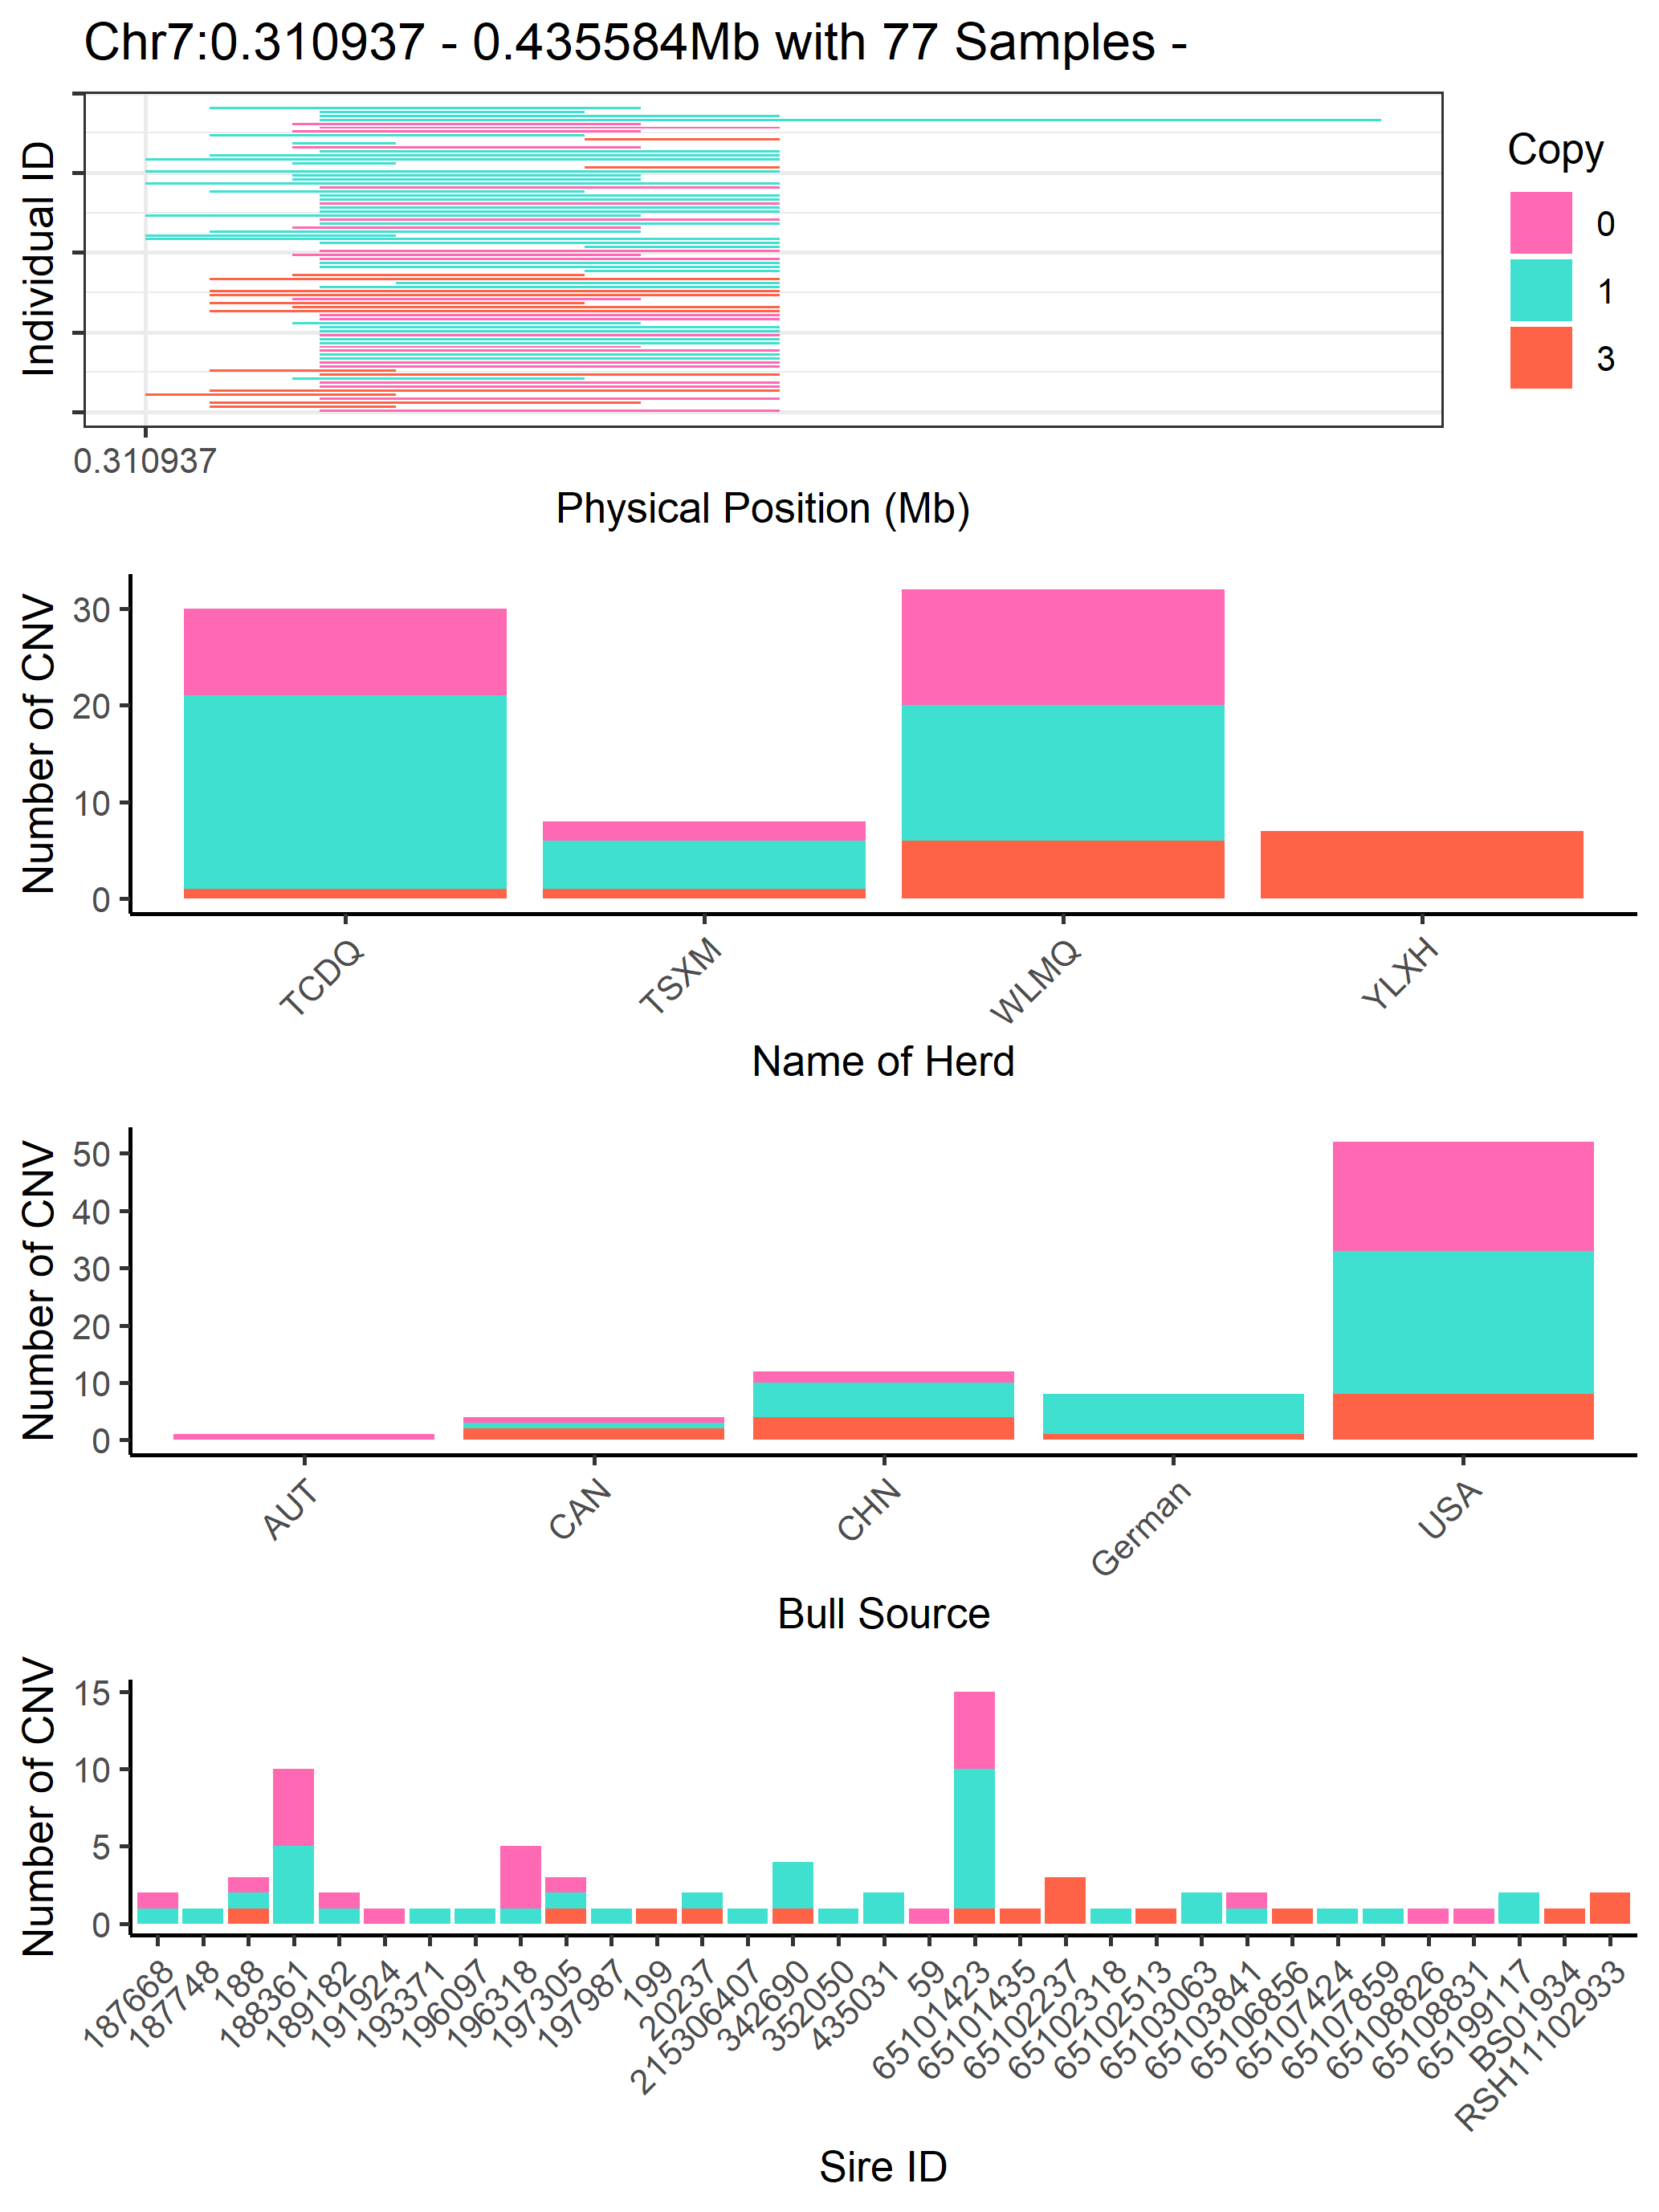 Chr7:0.310937 - 0.435584Mb with 77 Samples -
Individual ID
0.310937
Physical Position (Mb)
Copy
0
1
3
Number of CNV
30
20
10
0
TCDQ
TSXM
WLMQ
YLXH
Name of Herd
Number of CNV
50
40
30
20
10
0
AUT
CAN
CHN
German
USA
Bull Source
Number of CNV
15
10
5
0
187668
187748
188
188361
189182
191924
193371
196097
196318
197305
197987
199
20237
215306407
342690
352050
435031
59
65101423
65101435
65102237
65102318
65102513
65103063
65103841
65106856
65107424
65107859
65108826
65108831
65199117
BS01934
RSH11102933
Sire ID